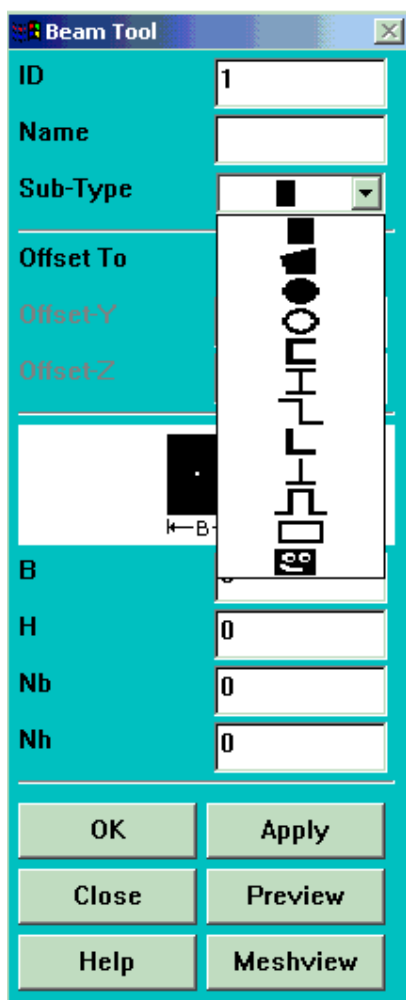 Beam Tool
ID 1
Name
Sub-Type
Offset To
Offset-Y
Offset-Z
B
B
H 0
Nb 0
Nh 0
OK Apply
Close Preview
Help Meshview